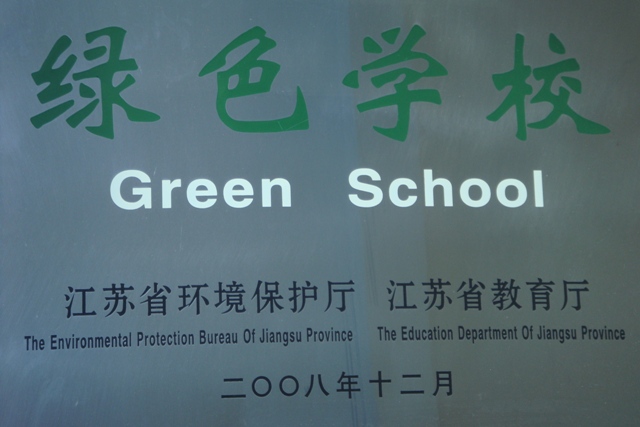 绿色学校
Green School
江苏省环境保护厅 江苏省教育厅
The Environmental Protection Bureau Of Jiangsu Province The Education Department Of Jiangsu Province
二〇〇八年十二月